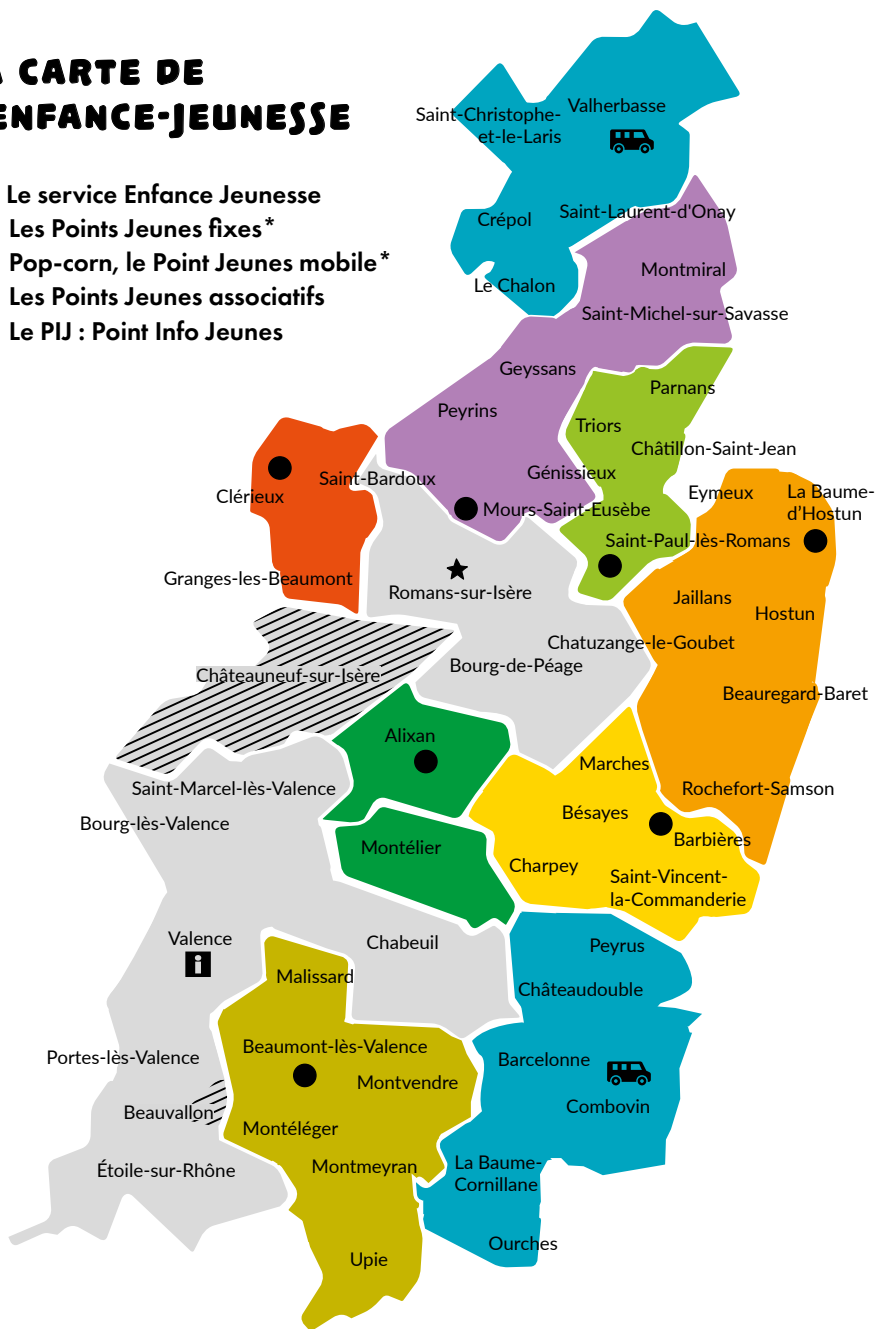 A CARTE DE
ENFANCE-JEUNESSE
Le service Enfance Jeunesse
Les Points Jeunes fixes*
Pop-corn, le Point Jeunes mobile*
Les Points Jeunes associatifs
Le PIJ : Point Info Jeunes
Saint-Christophe-
et-le-Laris
Valherbasse
Crépol
Saint-Laurent-d'Onay
Le Chalon
Montmiral
Saint-Michel-sur-Savasse
Geyssans
Parnans
Peyrins
Triors
Châtillon-Saint-Jean
Génissieux
Saint-Bardoux
Clérieux
Eymeux
La Baume-
d'Hostun
Mours-Saint-Eusèbe
Saint-Paul-lès-Romans
Granges-les-Beaumont
Romans-sur-Isère
Jaillans
Hostun
Chatuzange-le-Goubet
Bourg-de-Péage
Châteauneuf-sur-Isère
Beauregard-Baret
Alixan
Marches
Saint-Marcel-lès-Valence
Rochefort-Samson
Bourg-lès-Valence
Bésayes
Barbières
Montélier
Charpey
Saint-Vincent-
la-Commanderie
Valence
Chabeuil
Peyrus
Malissard
Châteaudouble
Beaumont-lès-Valence
Portes-lès-Valence
Barcelonne
Montvendre
Beauvallon
Combovin
Montéléger
Étoile-sur-Rhône
Montmeyran
La Baume-
Cornillane
Ourches
Upie